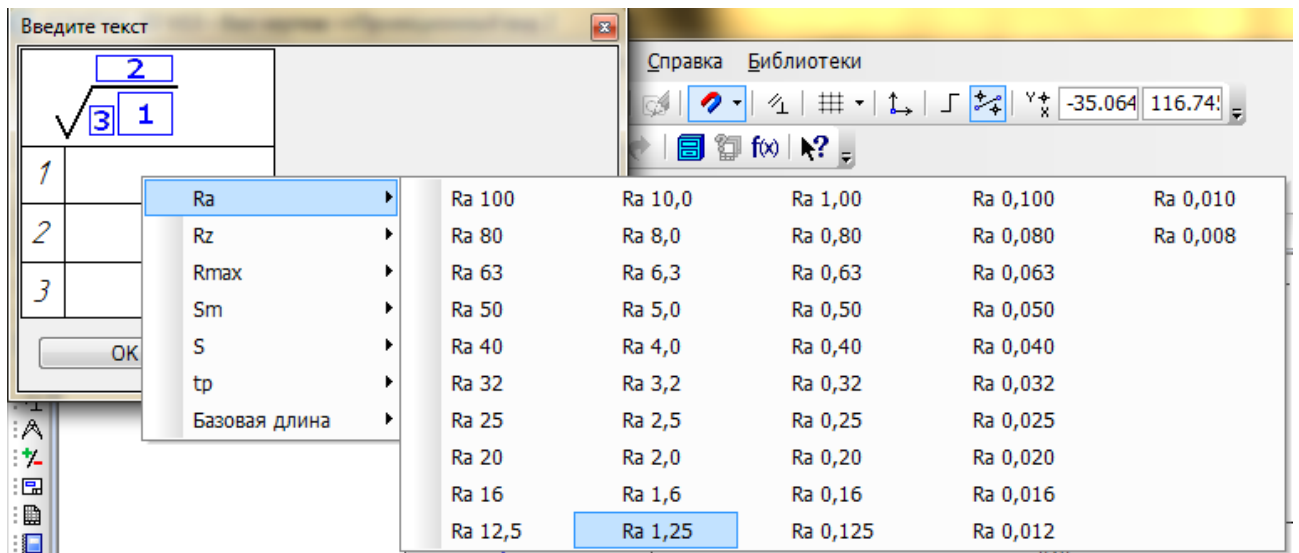 Введите текст
Справка Библиотеки
2
3 1
-35.064 116.74
f(x) ?
1
2
3
OK
Ra
Rz
Rmax
Sm
S
tp
Базовая длина
Ra 100 Ra 10,0 Ra 1,00 Ra 0,100 Ra 0,010
Ra 80 Ra 8,0 Ra 0,80 Ra 0,080 Ra 0,008
Ra 63 Ra 6,3 Ra 0,63 Ra 0,063
Ra 50 Ra 5,0 Ra 0,50 Ra 0,050
Ra 40 Ra 4,0 Ra 0,40 Ra 0,040
Ra 32 Ra 3,2 Ra 0,32 Ra 0,032
Ra 25 Ra 2,5 Ra 0,25 Ra 0,025
Ra 20 Ra 2,0 Ra 0,20 Ra 0,020
Ra 16 Ra 1,6 Ra 0,16 Ra 0,016
Ra 12,5 Ra 1,25 Ra 0,125 Ra 0,012